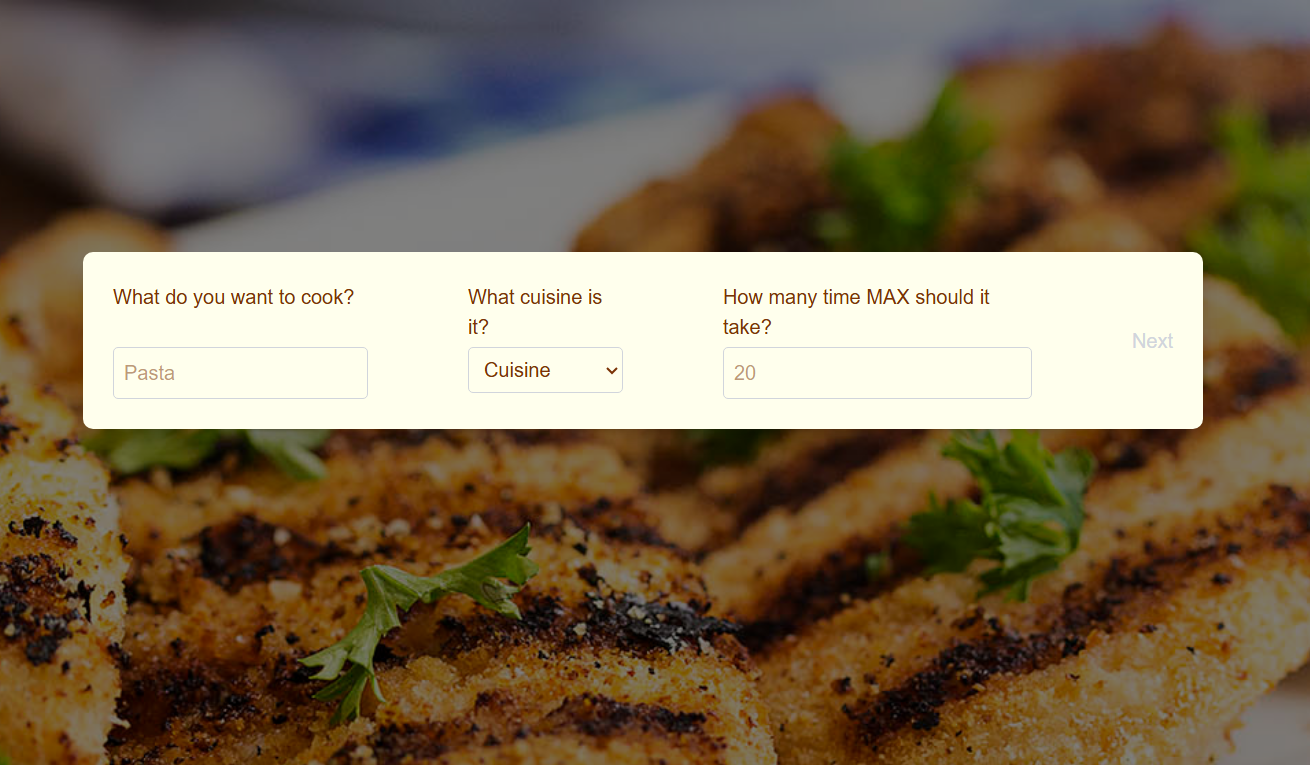 What do you want to cook?
What cuisine is
it?
How many time MAX should it
take?
Pasta
Cuisine
20
Next